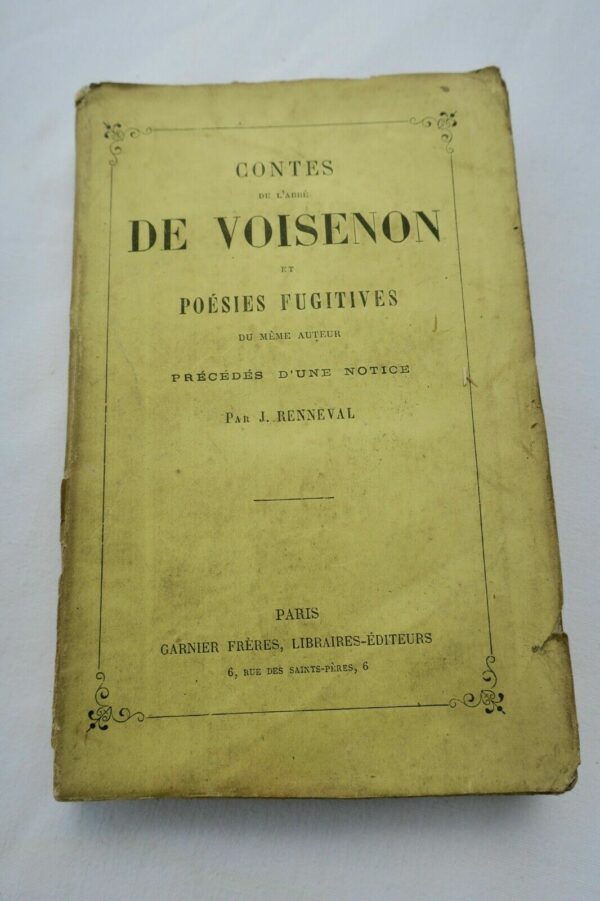 CONTES
DE L'ABBÉ
DE VOISENON
ET
POÉSIES FUGITIVES
DU MÊME AUTEUR
PRÉCÉDÉS D'UNE NOTICE
PAR J. RENNEVAL
PARIS
GARNIER FRÈRES, LIBRAIRES-ÉDITEURS
6, RUE DES SAINTS-PÈRES, 6